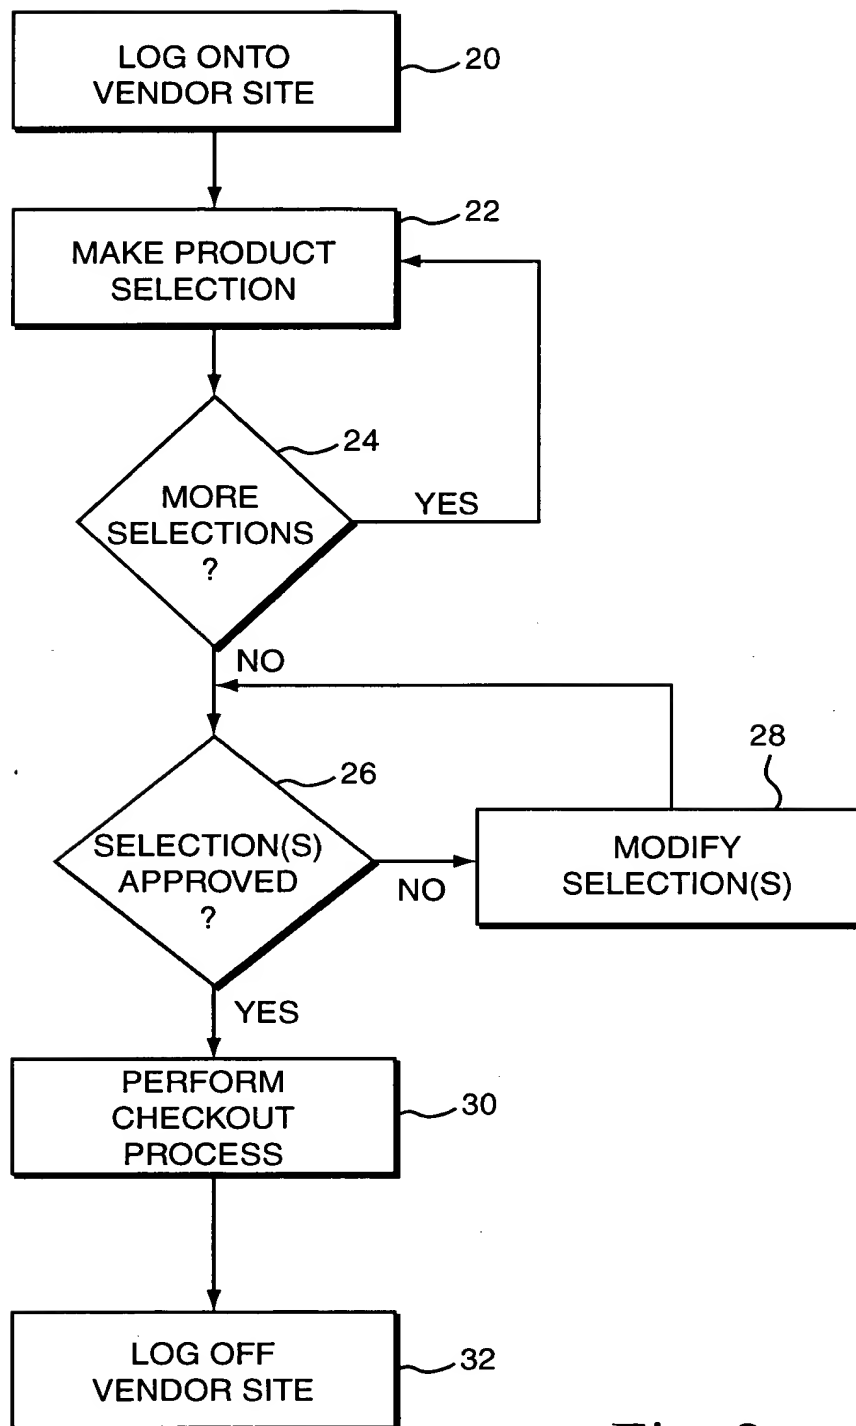 LOG ONTO
VENDOR SITE
20
MAKE PRODUCT
SELECTION
22
24
MORE
SELECTIONS
?
YES
NO
26
28
SELECTION(S)
APPROVED
?
NO
MODIFY
SELECTION(S)
YES
PERFORM
CHECKOUT
PROCESS
30
LOG OFF
VENDOR SITE
32